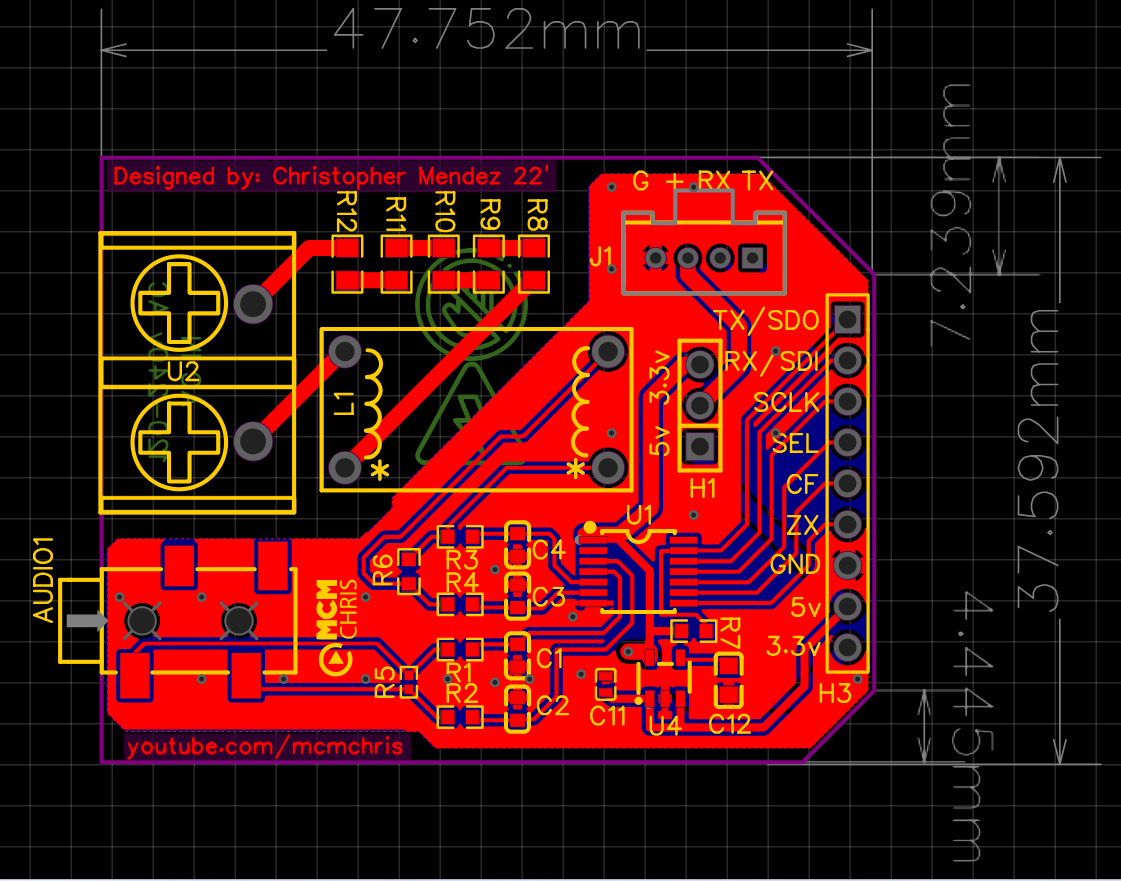 47.752mm
Designed by: Christopher Mendez 22'
7.239mm
R12
R11
R10
R9
R8
G + RX TX
J1
TX/SDO
RX/SDI
SCLK
SEL
CF
ZX
GND
5v
3.3v
H3
3.3v
5v
H1
U2
L1
*
*
37.592mm
U1
AUDIO1
R6
R3
R4
C4
C3
MCM
CHRIS
R7
R5
R1
R2
C1
C2
C11
U4
C12
4.445mm
youtube.com/mcmchris